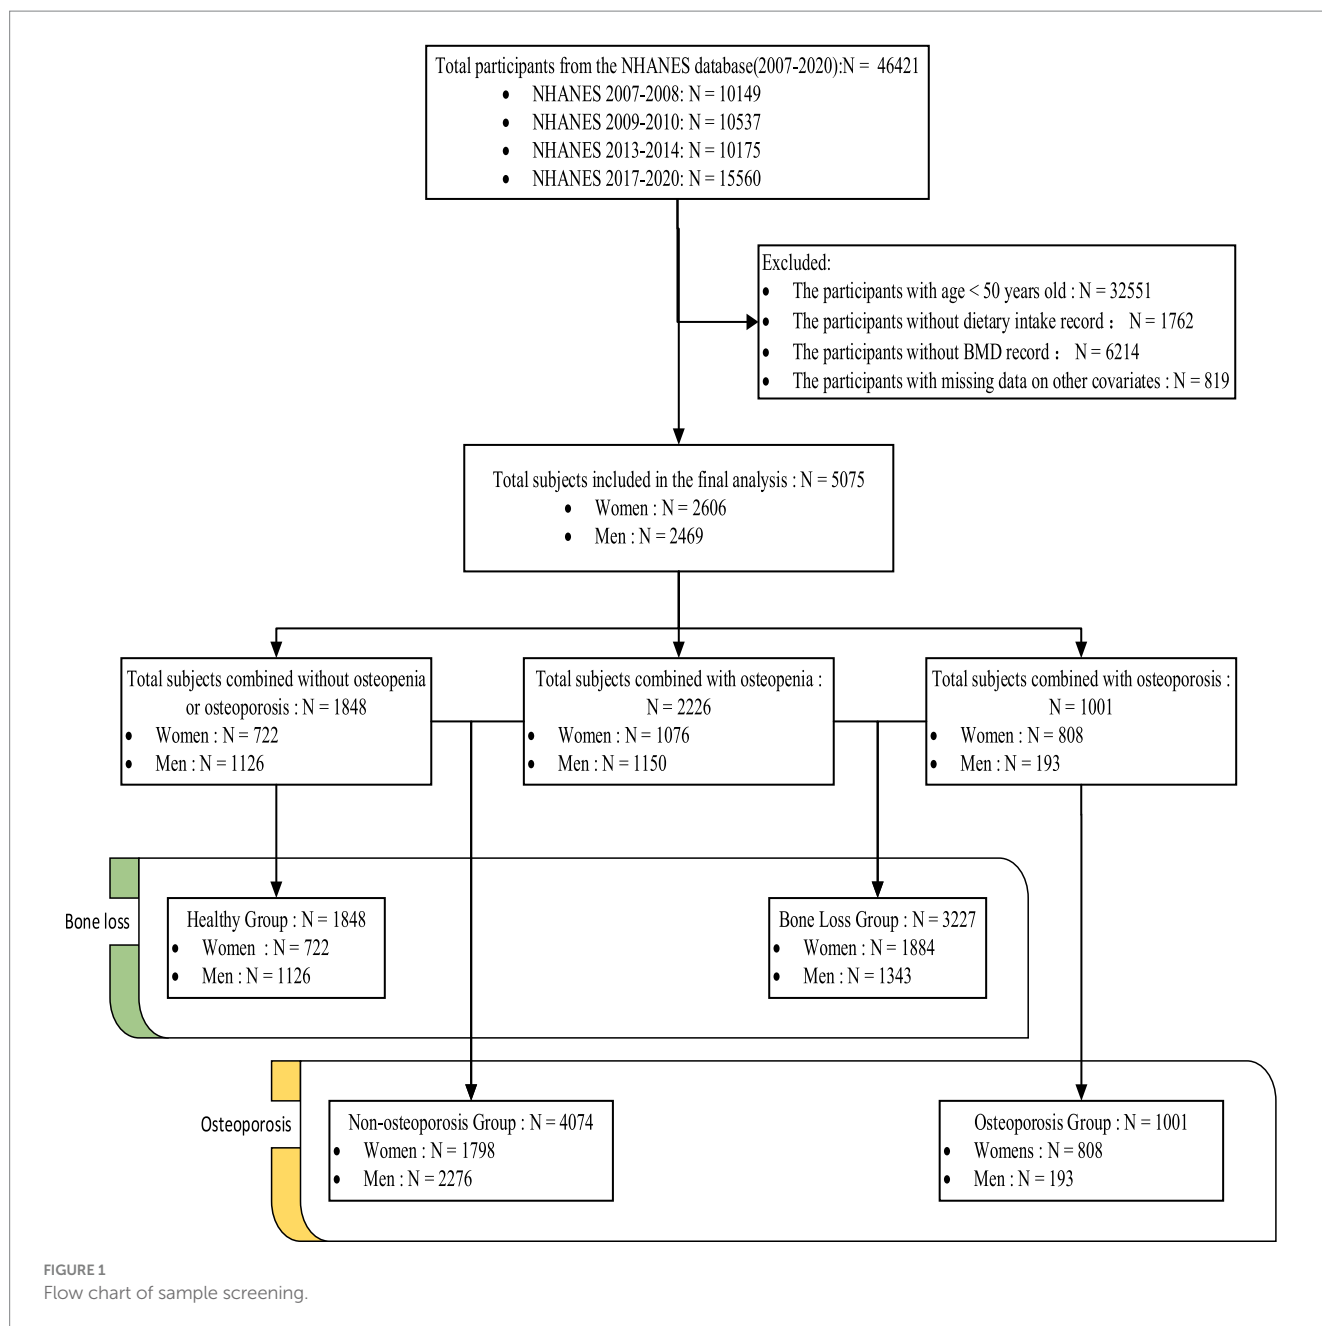 Total participants from the NHANES database(2007-2020):N = 46421
• NHANES 2007-2008: N = 10149
• NHANES 2009-2010: N = 10537
• NHANES 2013-2014: N = 10175
• NHANES 2017-2020: N = 15560
Excluded:
• The participants with age < 50 years old : N = 32551
• The participants without dietary intake record： N = 1762
• The participants without BMD record： N = 6214
• The participants with missing data on other covariates : N = 819
Total subjects included in the final analysis : N = 5075
• Women : N = 2606
• Men : N = 2469
Total subjects combined without osteopenia
or osteoporosis : N = 1848
• Women : N = 722
• Men : N = 1126
Total subjects combined with osteopenia :
N = 2226
• Women : N = 1076
• Men : N = 1150
Total subjects combined with osteoporosis :
N = 1001
• Women : N = 808
• Men : N = 193
Bone loss
Healthy Group : N = 1848
• Women : N = 722
• Men : N = 1126
Bone Loss Group : N = 3227
• Women : N = 1884
• Men : N = 1343
Osteoporosis
Non-osteoporosis Group : N = 4074
• Women : N = 1798
• Men : N = 2276
Osteoporosis Group : N = 1001
• Womens : N = 808
• Men : N = 193
FIGURE 1
Flow chart of sample screening.